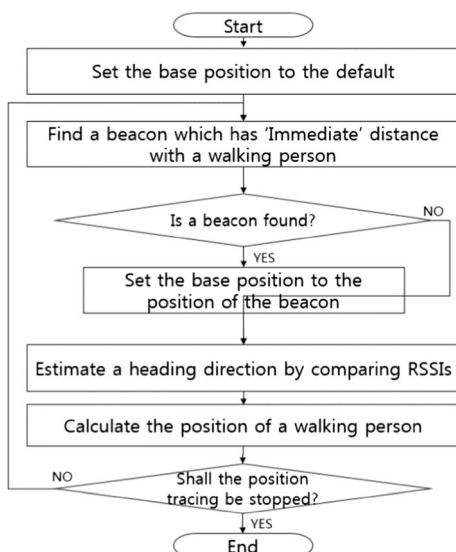 Start
Set the base position to the default
Find a beacon which has 'Immediate' distance
with a walking person
Is a beacon found?
NO
YES
Set the base position to the
position of the beacon
Estimate a heading direction by comparing RSSIs
Calculate the position of a walking person
NO
Shall the position
tracing be stopped?
YES
End